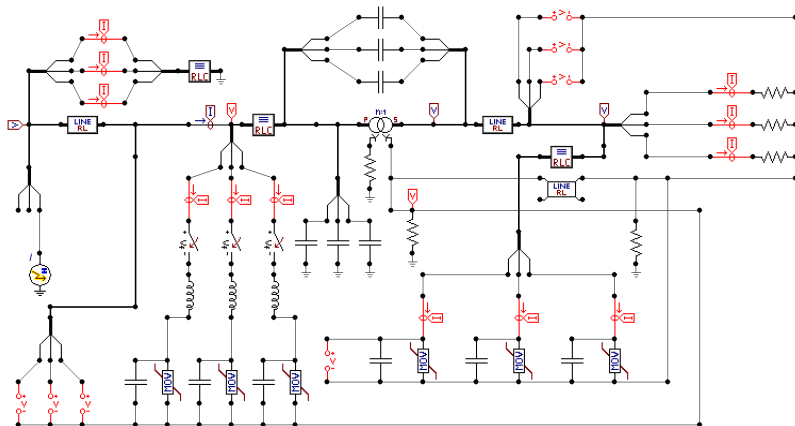 I
I
I
RLC
LINE
RL
I
V
RLC
n:1
P
S
V
LINE
RL
+
>i
-
+
>i
-
+
>i
-
V
I
I
I
RLC
LINE
RL
V
V
I
I
I
I
I
I
I
+
V
-
MOV
MOV
MOV
MOV
MOV
MOV
+
V
-
+
V
-
+
V
-